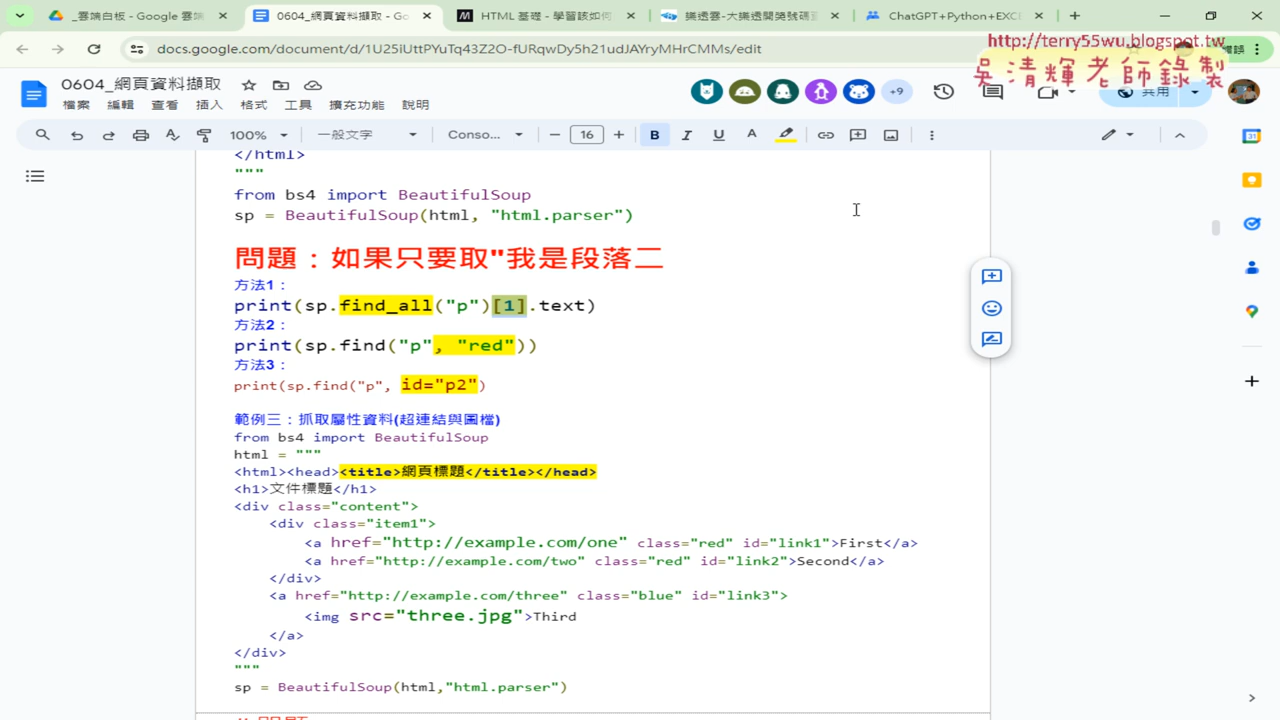 _雲端白板 - Google 雲端
0604_網頁資料擷取 - Go
HTML 基礎 - 學習該如何
樂透雲-大樂透開獎號碼
ChatGPT+Python+EXCE
docs.google.com/document/d/1U25iUttPYuTq43Z2O-fURqwDy5h21udJAYryMHrCMMs/edit
http://terry55wu.blogspot.tw
吳清輝老師錄製
0604_網頁資料擷取
檔案 編輯 查看 插入 格式 工具 擴充功能 說明
+9
共用
100% 一般文字 Conso... 16 B I U A
</html>
"""
from bs4 import BeautifulSoup
sp = BeautifulSoup(html, "html.parser")
問題：如果只要取"我是段落二
方法1：
print(sp.find_all("p")[1].text)
方法2：
print(sp.find("p", "red"))
方法3：
print(sp.find("p", id="p2")
範例三：抓取屬性資料(超連結與圖檔)
from bs4 import BeautifulSoup
html = """
<html><head><title>網頁標題</title></head>
<h1>文件標題</h1>
<div class="content">
<div class="item1">
<a href="http://example.com/one" class="red" id="link1">First</a>
<a href="http://example.com/two" class="red" id="link2">Second</a>
</div>
<a href="http://example.com/three" class="blue" id="link3">
<img src="three.jpg">Third
</a>
</div>
"""
sp = BeautifulSoup(html,"html.parser")